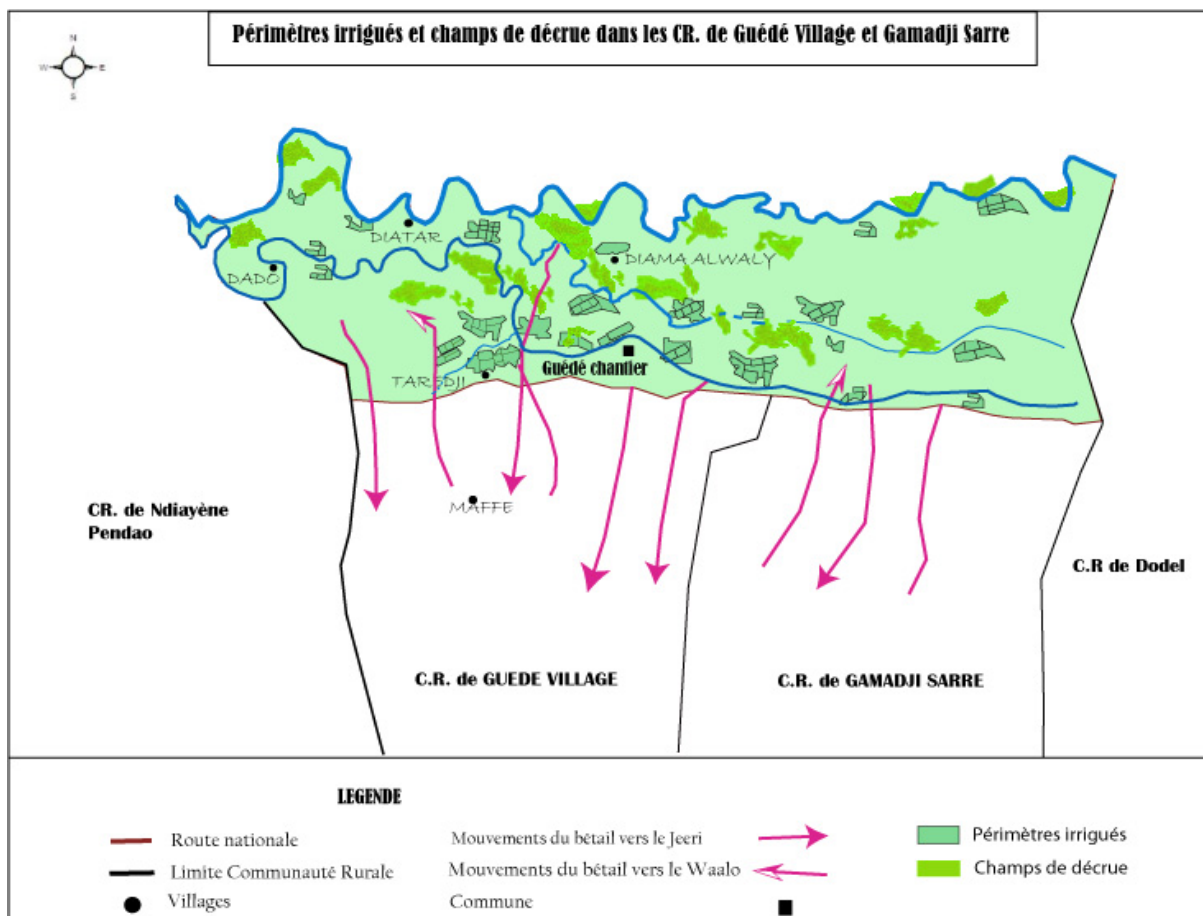 Périmètres irrigués et champs de décrue dans les CR. de Guédé Village et Gamadji Sarre
N
W
E
S
DIATAR
DIAMA ALWALY
DADO
Guédé chantier
TAREDJI
MAFFE
CR. de Ndiayène
Pendao
C.R de Dodel
C.R. de GUEDE VILLAGE
C.R. de GAMADJI SARRE
LEGENDE
Route nationale
Mouvements du bétail vers le Jeeri
Périmètres irrigués
Limite Communauté Rurale
Mouvements du bétail vers le Waalo
Champs de décrue
Villages
Commune